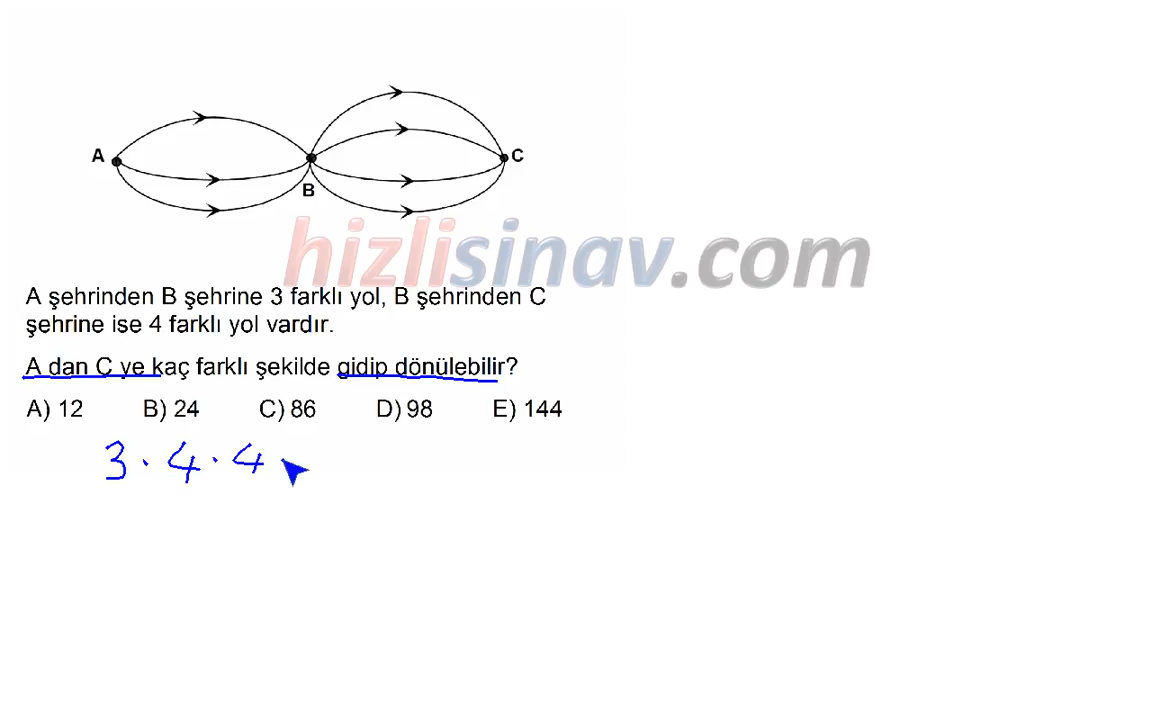 A
B
C
hizlisinav.com
A şehrinden B şehrine 3 farklı yol, B şehrinden C
şehrine ise 4 farklı yol vardır.
A dan C ye kaç farklı şekilde gidip dönülebilir?
A) 12 B) 24 C) 86 D) 98 E) 144
3 · 4 · 4